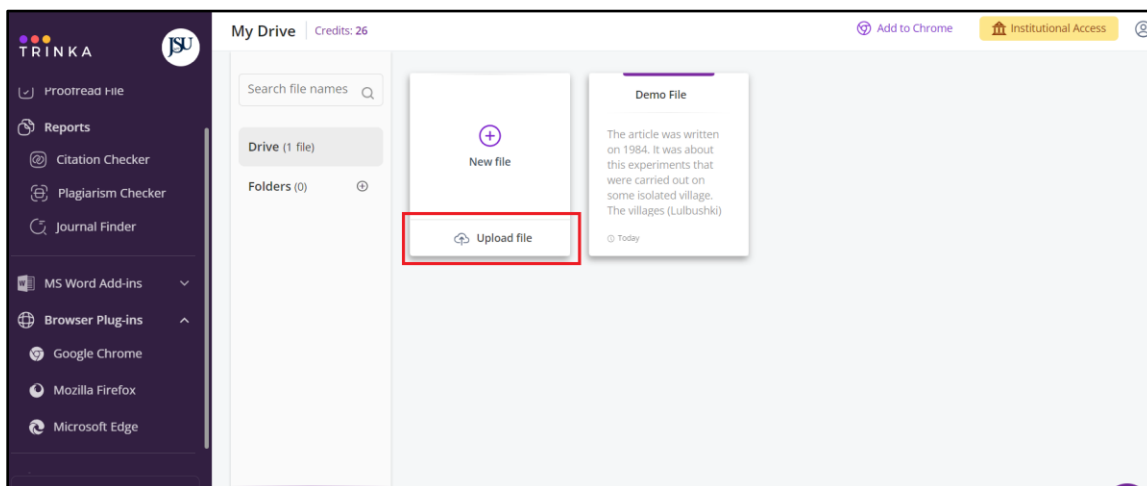 TRINKA
JSU
Proofread File
Reports
Citation Checker
Plagiarism Checker
Journal Finder
MS Word Add-ins
Browser Plug-ins
Google Chrome
Mozilla Firefox
Microsoft Edge
My Drive
Credits: 26
Add to Chrome
Institutional Access
Search file names
Drive (1 file)
Folders (0)
New file
Upload file
Demo File
The article was written
on 1984. It was about
this experiments that
were carried out on
some isolated village.
The villages (Lulbushki)
Today